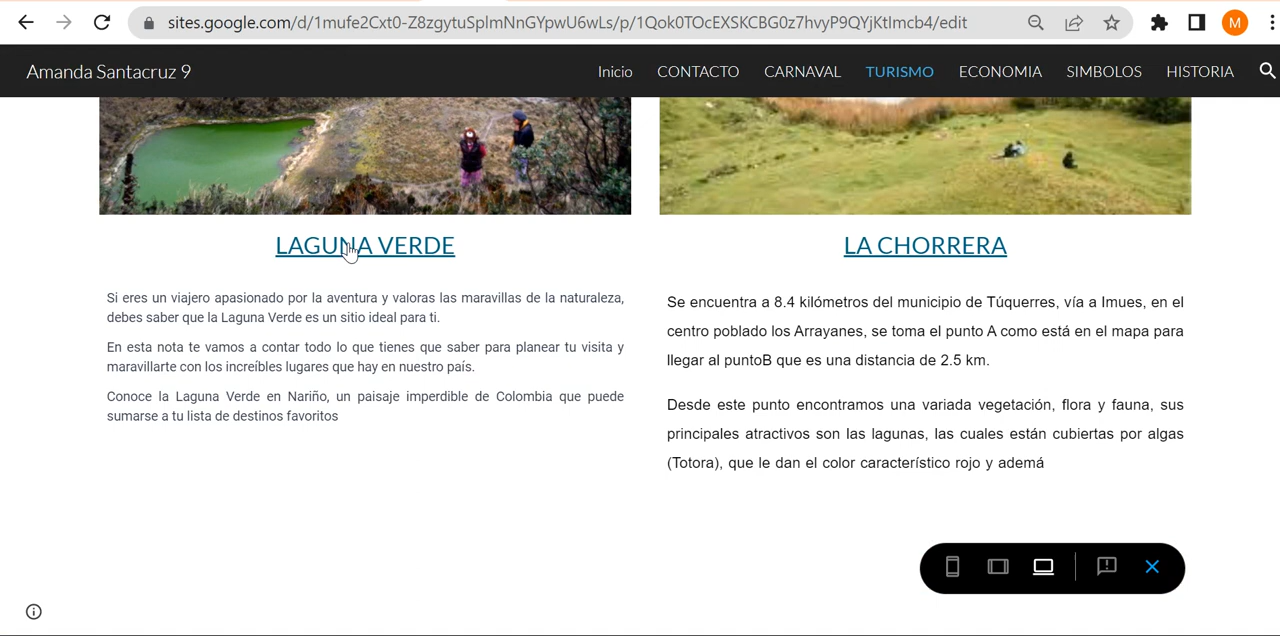 sites.google.com/d/1mufe2Cxt0-Z8zgytuSplmNnGYpwU6wLs/p/1Qok0TOcEXSKCBG0z7hvyP9QYjKtlmcb4/edit
M
Amanda Santacruz 9
Inicio CONTACTO CARNAVAL TURISMO ECONOMIA SIMBOLOS HISTORIA
LAGUNA VERDE
Si eres un viajero apasionado por la aventura y valoras las maravillas de la naturaleza,
debes saber que la Laguna Verde es un sitio ideal para ti.
En esta nota te vamos a contar todo lo que tienes que saber para planear tu visita y
maravillarte con los increíbles lugares que hay en nuestro país.
Conoce la Laguna Verde en Nariño, un paisaje imperdible de Colombia que puede
sumarse a tu lista de destinos favoritos
LA CHORRERA
Se encuentra a 8.4 kilómetros del municipio de Túquerres, vía a Imues, en el
centro poblado los Arrayanes, se toma el punto A como está en el mapa para
llegar al puntoB que es una distancia de 2.5 km.
Desde este punto encontramos una variada vegetación, flora y fauna, sus
principales atractivos son las lagunas, las cuales están cubiertas por algas
(Totora), que le dan el color característico rojo y ademá